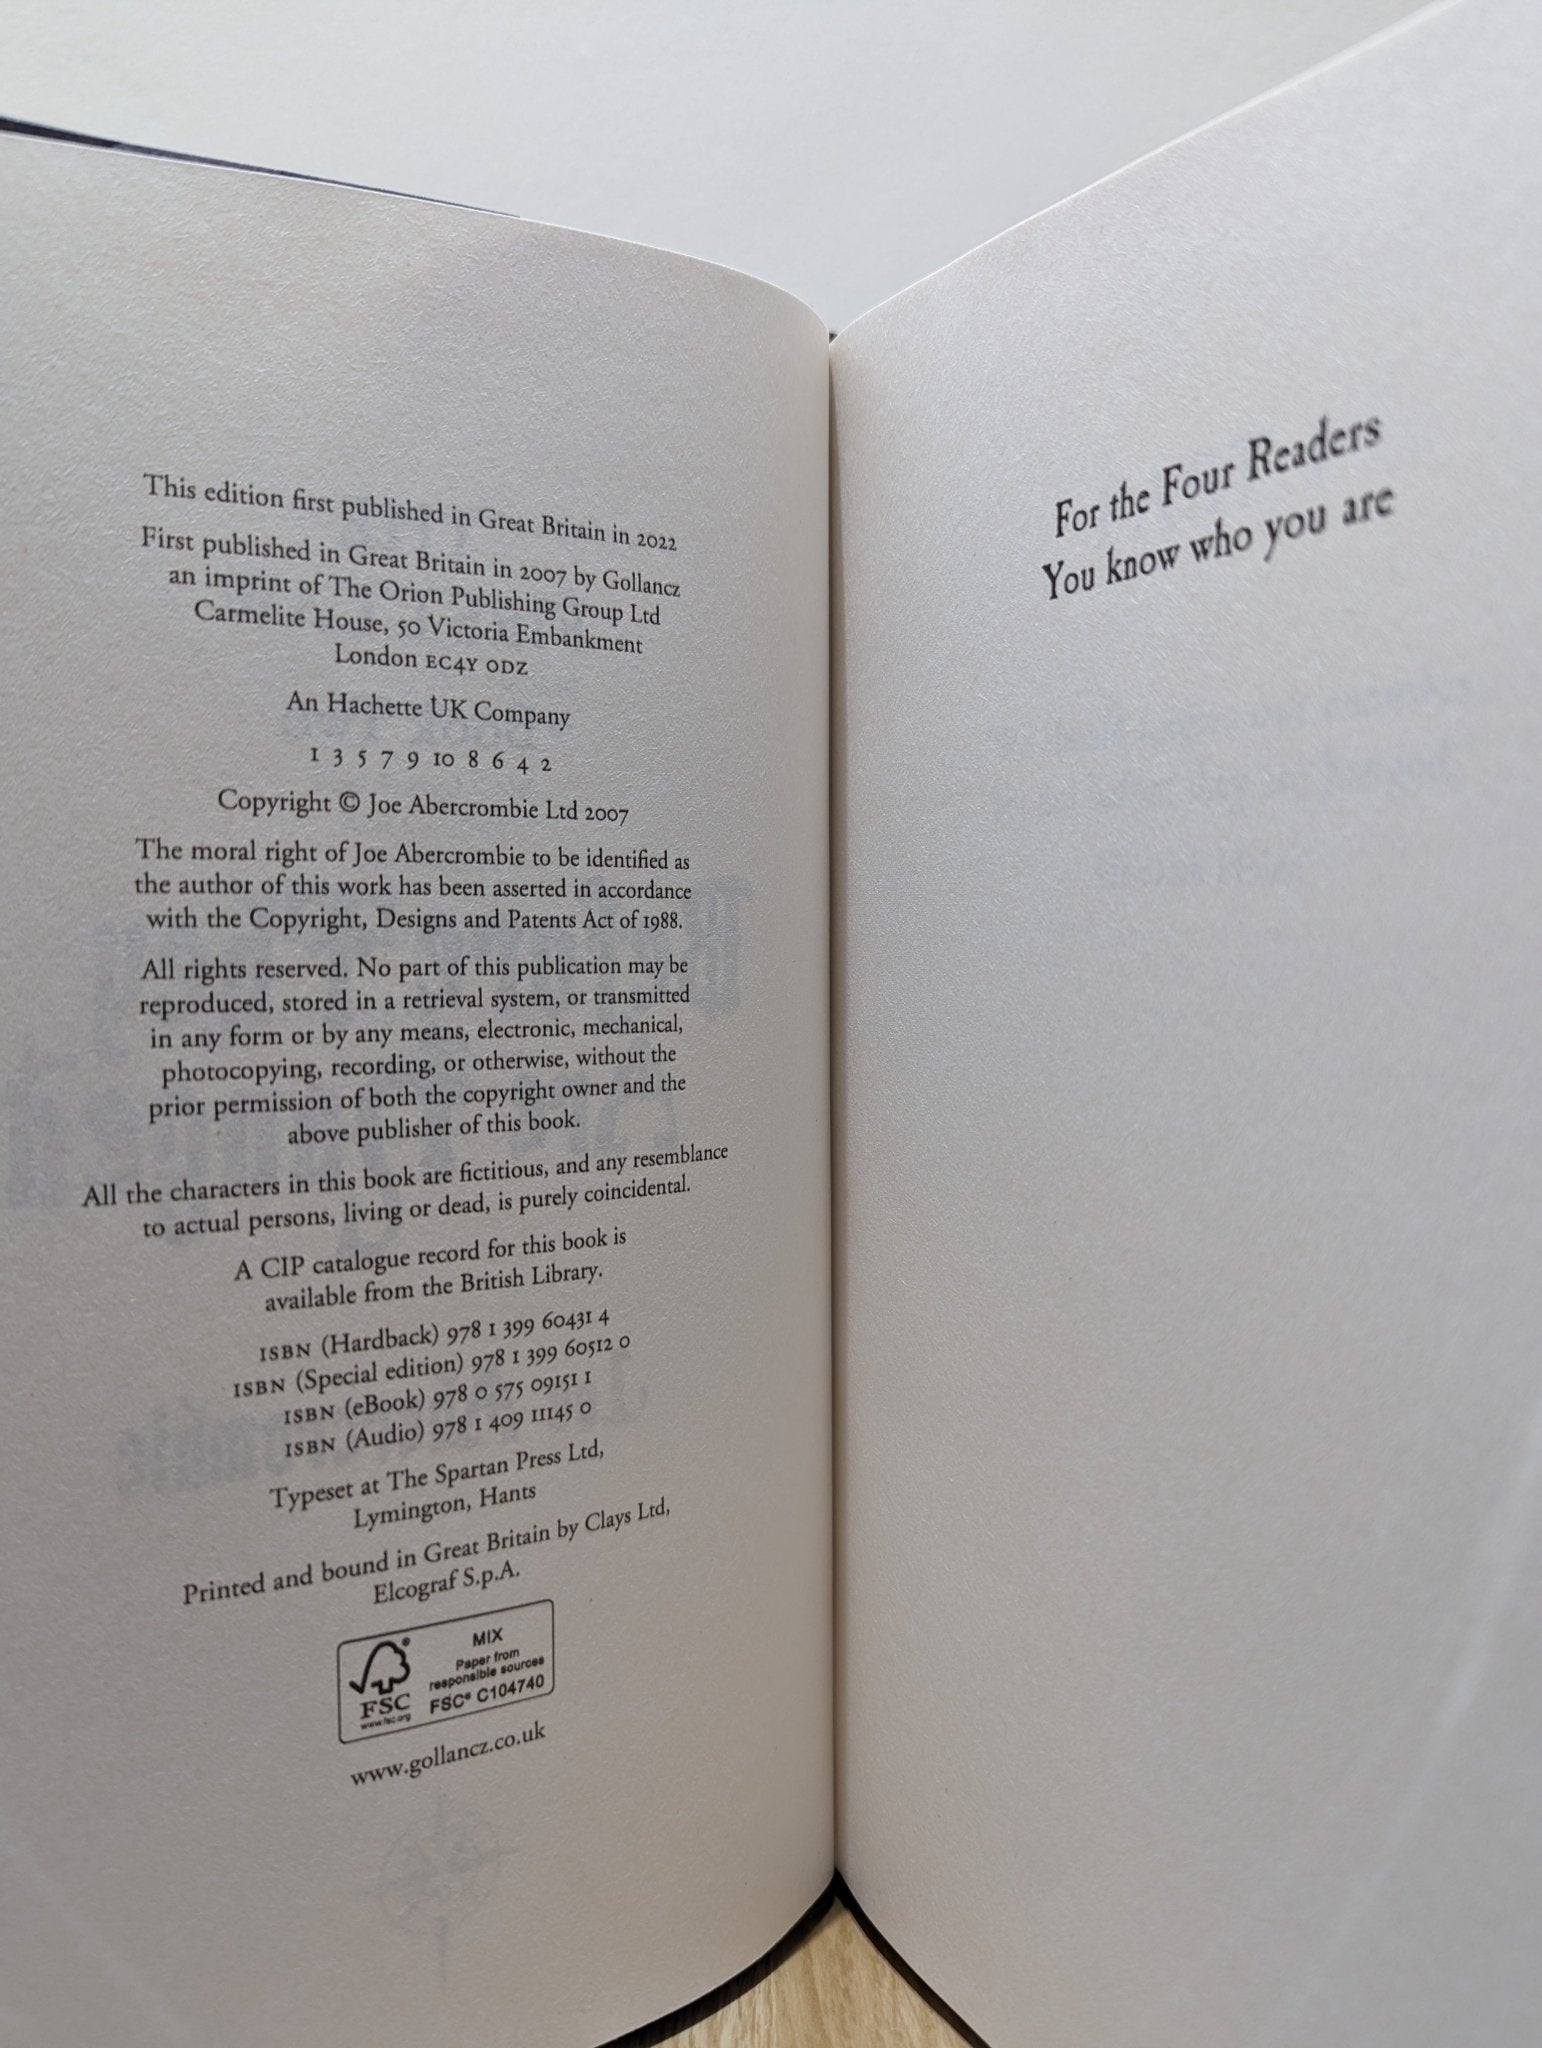 This edition first published in Great Britain in 2022
First published in Great Britain in 2007 by Gollancz
an imprint of The Orion Publishing Group Ltd
Carmelite House, 50 Victoria Embankment
London EC4Y 0DZ
An Hachette UK Company
1 3 5 7 9 10 8 6 4 2
Copyright © Joe Abercrombie Ltd 2007
The moral right of Joe Abercrombie to be identified as
the author of this work has been asserted in accordance
with the Copyright, Designs and Patents Act of 1988.
All rights reserved. No part of this publication may be
reproduced, stored in a retrieval system, or transmitted
in any form or by any means, electronic, mechanical,
photocopying, recording, or otherwise, without the
prior permission of both the copyright owner and the
above publisher of this book.
All the characters in this book are fictitious, and any resemblance
to actual persons, living or dead, is purely coincidental.
A CIP catalogue record for this book is
available from the British Library.
ISBN (Hardback) 978 1 399 60431 4
ISBN (Special edition) 978 1 399 60512 0
ISBN (eBook) 978 0 575 09151 1
ISBN (Audio) 978 1 409 11145 0
Typeset at The Spartan Press Ltd,
Lymington, Hants
Printed and bound in Great Britain by Clays Ltd,
Elcograf S.p.A.
MIX
Paper from
responsible sources
FSC® C104740
FSC
www.fsc.org
www.gollancz.co.uk
For the Four Readers
You know who you are